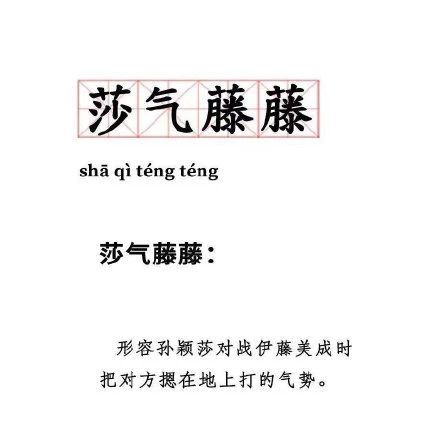 莎气藤藤
shā qì téng téng
莎气藤藤：
形容孙颖莎对战伊藤美成时
把对方摁在地上打的气势。